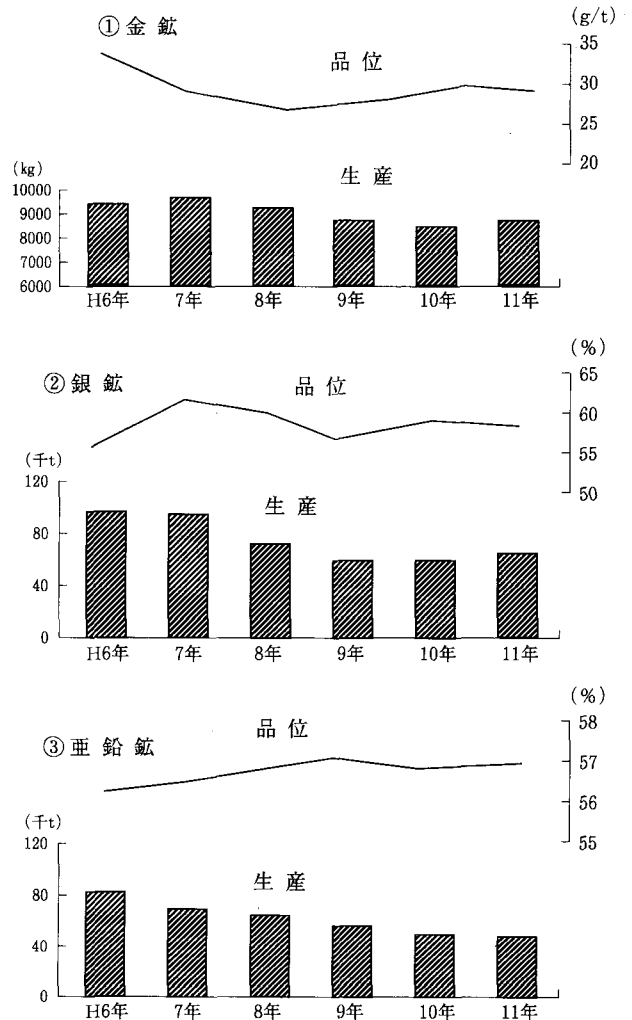 ① 金 鉱
(g/t)
品 位
35
30
25
20
生 産
(kg)
10000
9000
8000
7000
6000
H6年 7年 8年 9年 10年 11年
(%)
② 銀 鉱
品 位
65
60
55
50
(千t)
生 産
120
80
40
0
H6年 7年 8年 9年 10年 11年
(%)
③ 亜 鉛 鉱
品 位
58
57
56
55
(千t)
生 産
120
80
40
0
H6年 7年 8年 9年 10年 11年